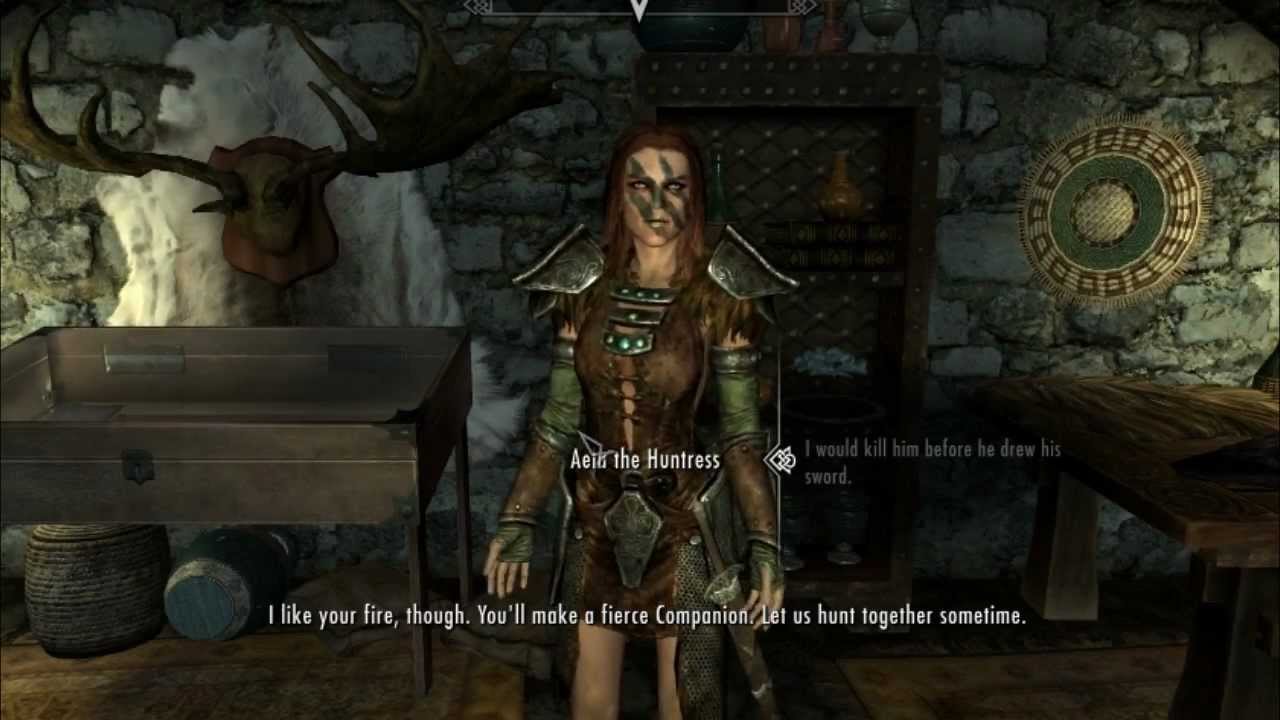 Aela the Huntress
I would kill him before he drew his
sword.
I like your fire, though. You'll make a fierce Companion. Let us hunt together sometime.